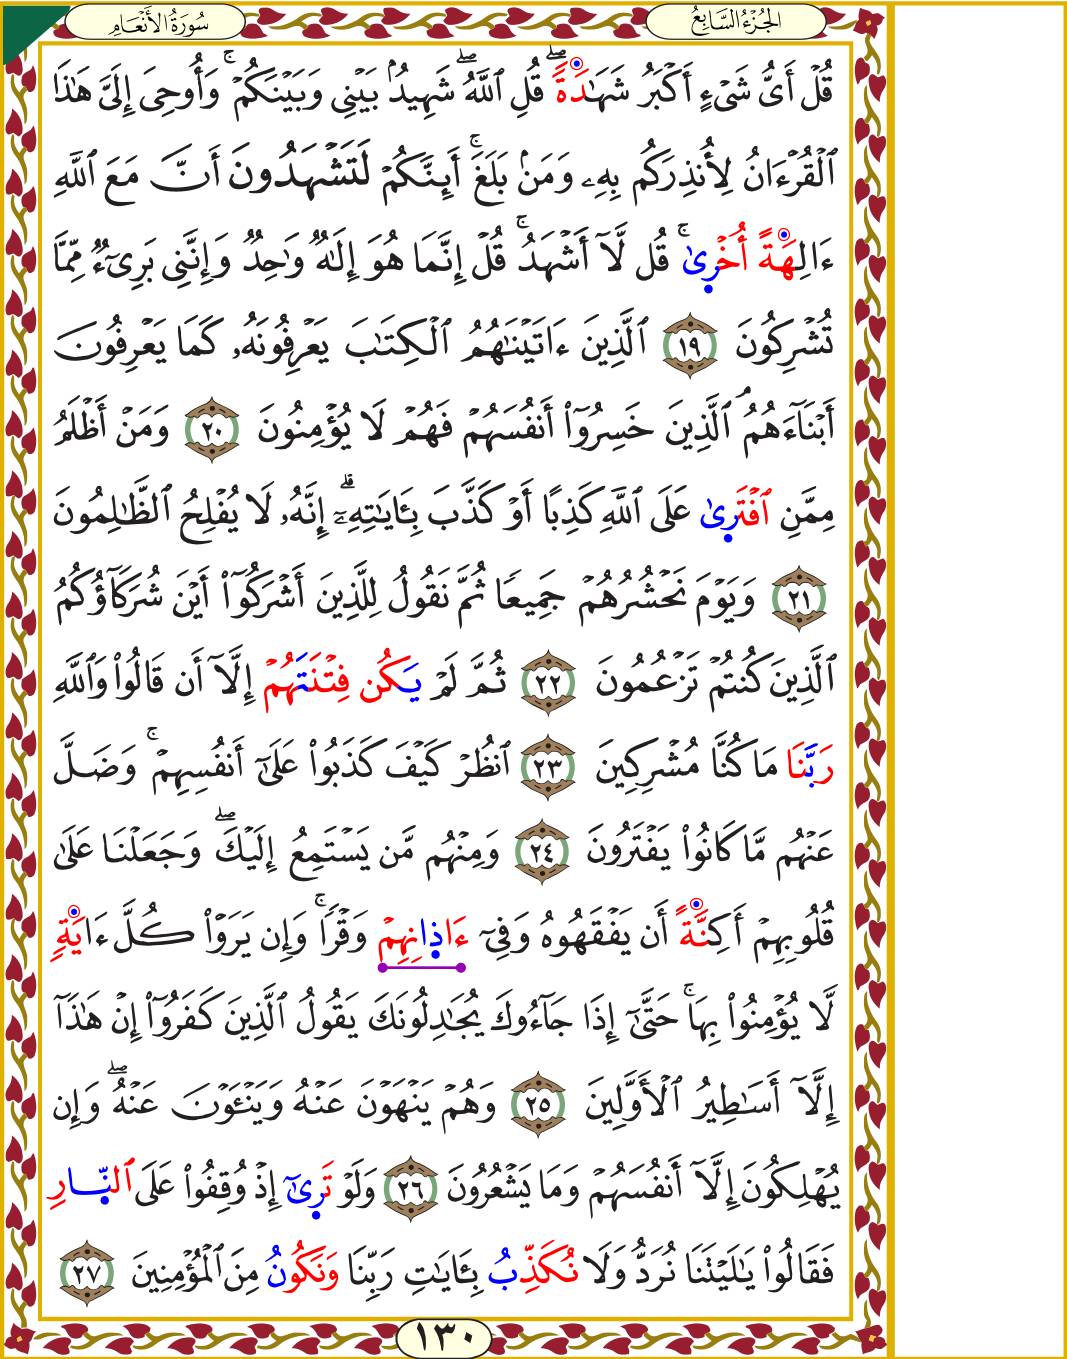 الجُزْءُ السَّابِعُ
سُورَةُ الأَنْعَامِ
قُلْ أَىُّ شَىْءٍ أَكْبَرُ شَهَـٰدَةًۖ قُلِ ٱللَّهُۖ شَهِيدُۢ بَيْنِى وَبَيْنَكُمْۚ وَأُوحِىَ إِلَىَّ هَـٰذَا
ٱلْقُرْءَانُ لِأُنذِرَكُم بِهِۦ وَمَنۢ بَلَغَۚ أَئِنَّكُمْ لَتَشْهَدُونَ أَنَّ مَعَ ٱللَّهِ
ءَالِهَةً أُخْرِىٰۚ قُل لَّآ أَشْهَدُۚ قُلْ إِنَّمَا هُوَ إِلَـٰهٌ وَٰحِدٌ وَإِنَّنِى بَرِىٓءٌ مِّمَّا
تُشْرِكُونَ ١٩ ٱلَّذِينَ ءَاتَيْنَـٰهُمُ ٱلْكِتَـٰبَ يَعْرِفُونَهُۥ كَمَا يَعْرِفُونَ
أَبْنَآءَهُمُۘ ٱلَّذِينَ خَسِرُوٓا۟ أَنفُسَهُمْ فَهُمْ لَا يُؤْمِنُونَ ٢٠ وَمَنْ أَظْلَمُ
مِمَّنِ ٱفْتَرِىٰ عَلَى ٱللَّهِ كَذِبًا أَوْ كَذَّبَ بِـَٔايَـٰتِهِۦٓۗ إِنَّهُۥ لَا يُفْلِحُ ٱلظَّـٰلِمُونَ
٢١ وَيَوْمَ نَحْشُرُهُمْ جَمِيعًا ثُمَّ نَقُولُ لِلَّذِينَ أَشْرَكُوٓا۟ أَيْنَ شُرَكَآؤُكُمُ
ٱلَّذِينَ كُنتُمْ تَزْعُمُونَ ٢٢ ثُمَّ لَمْ يَكُن فِتْنَتَهُمْ إِلَّآ أَن قَالُوا۟ وَٱللَّهِ
رَبَّنَا مَا كُنَّا مُشْرِكِينَ ٢٣ ٱنظُرْ كَيْفَ كَذَبُوا۟ عَلَىٰٓ أَنفُسِهِمْۚ وَضَلَّ
عَنْهُم مَّا كَانُوا۟ يَفْتَرُونَ ٢٤ وَمِنْهُم مَّن يَسْتَمِعُ إِلَيْكَۖ وَجَعَلْنَا عَلَىٰ
قُلُوبِهِمْ أَكِنَّةً أَن يَفْقَهُوهُ وَفِىٓ ءَاذَانِهِمْ وَقْرًاۚ وَإِن يَرَوْا۟ كُلَّ ءَايَةٍ
لَّا يُؤْمِنُوا۟ بِهَاۚ حَتَّىٰٓ إِذَا جَآءُوكَ يُجَـٰدِلُونَكَ يَقُولُ ٱلَّذِينَ كَفَرُوٓا۟ إِنْ هَـٰذَآ
إِلَّآ أَسَـٰطِيرُ ٱلْأَوَّلِينَ ٢٥ وَهُمْ يَنْهَوْنَ عَنْهُ وَيَنْـَٔوْنَ عَنْهُۖ وَإِن
يُهْلِكُونَ إِلَّآ أَنفُسَهُمْ وَمَا يَشْعُرُونَ ٢٦ وَلَوْ تَرِىٰٓ إِذْ وُقِفُوا۟ عَلَى ٱلنَّارِ
فَقَالُوا۟ يَـٰلَيْتَنَا نُرَدُّ وَلَا نُكَذِّبُ بِـَٔايَـٰتِ رَبِّنَا وَنَكُونُ مِنَ ٱلْمُؤْمِنِينَ ٢٧
١٣٠